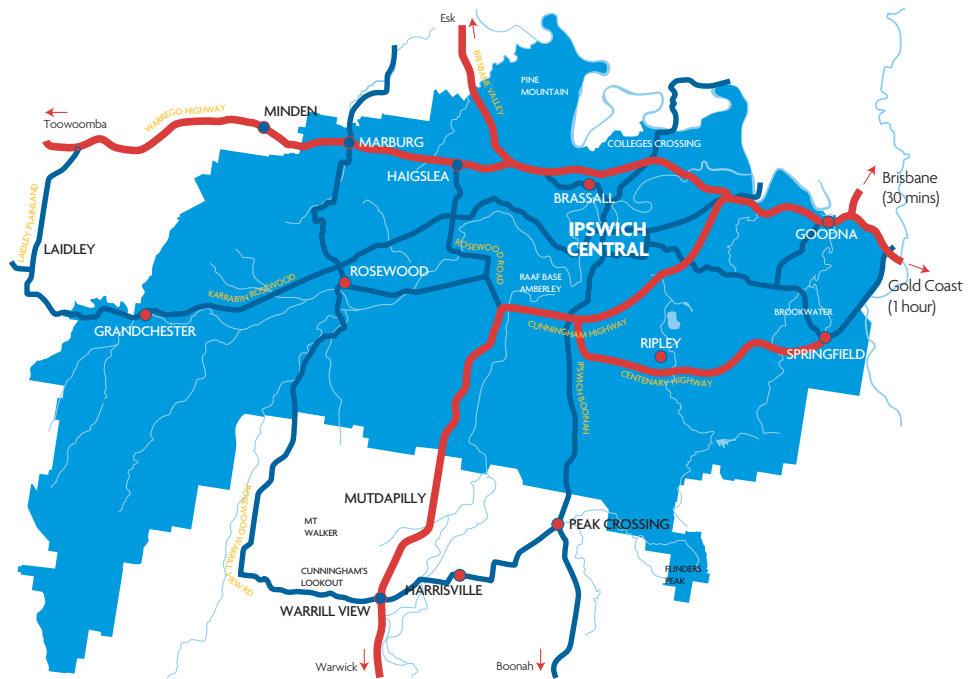 Esk
BRISBANE VALLEY
PINE
MOUNTAIN
MINDEN
WARREGO HIGHWAY
Toowoomba
MARBURG
COLLEGES CROSSING
HAIGSLEA
BRASSALL
Brisbane
(30 mins)
LAIDLEY PLAINLAND
LAIDLEY
IPSWICH
CENTRAL
GOODNA
ROSEWOOD ROAD
ROSEWOOD
RAAF BASE
AMBERLEY
KARRABIN ROSEWOOD
Gold Coast
(1 hour)
GRANDCHESTER
BROOKWATER
CUNNINGHAM HIGHWAY
RIPLEY
SPRINGFIELD
CENTENARY HIGHWAY
IPSWICH BOONAH
MUTDAPILLY
ROSEWOOD WARRILL VIEW RD
MT
WALKER
PEAK CROSSING
CUNNINGHAM'S
LOOKOUT
FLINDERS
PEAK
HARRISVILLE
WARRILL VIEW
Warwick
Boonah